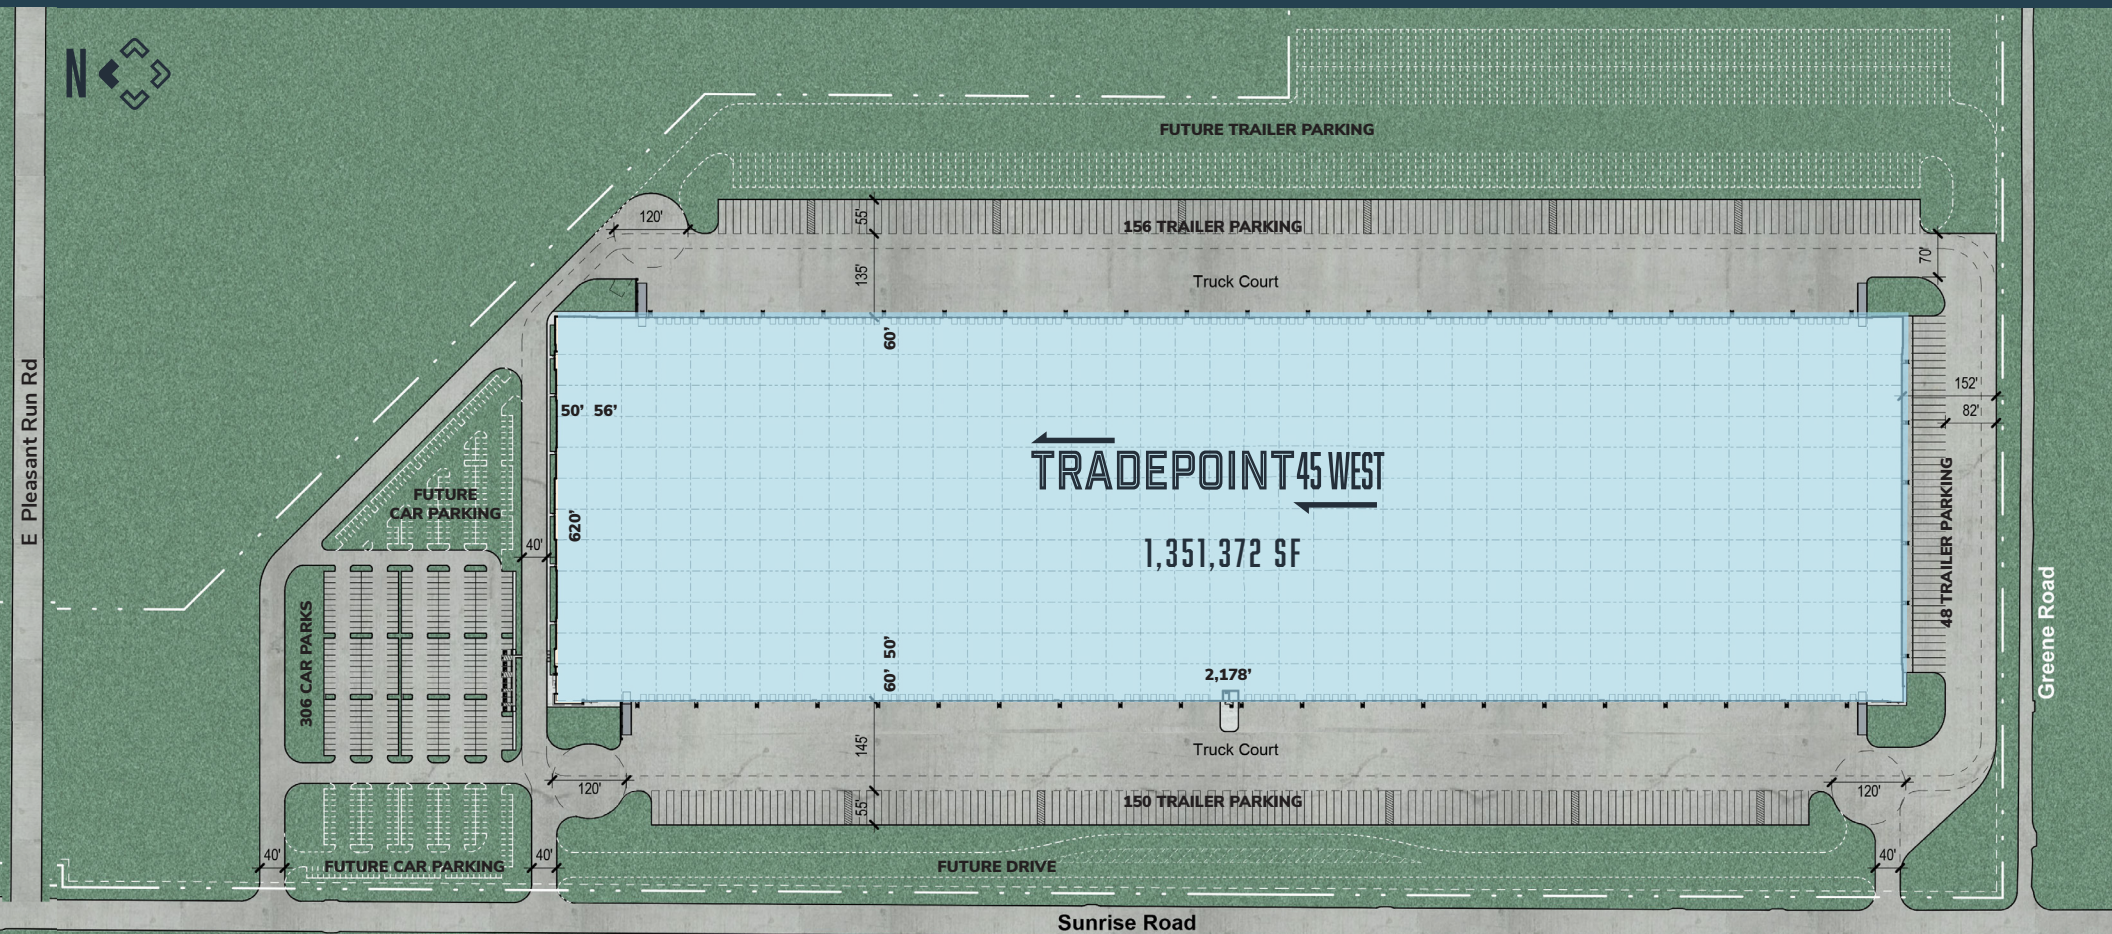 N
FUTURE TRAILER PARKING
120'
55'
156 TRAILER PARKING
135'
Truck Court
70'
60'
50' 56'
152'
82'
E Pleasant Run Rd
TRADEPOINT45 WEST
FUTURE
CAR PARKING
620'
40'
1,351,372 SF
48 TRAILER PARKING
Greene Road
306 CAR PARKS
60' 50'
2,178'
145'
Truck Court
120'
120'
55'
150 TRAILER PARKING
40'
FUTURE CAR PARKING
40'
FUTURE DRIVE
40'
Sunrise Road